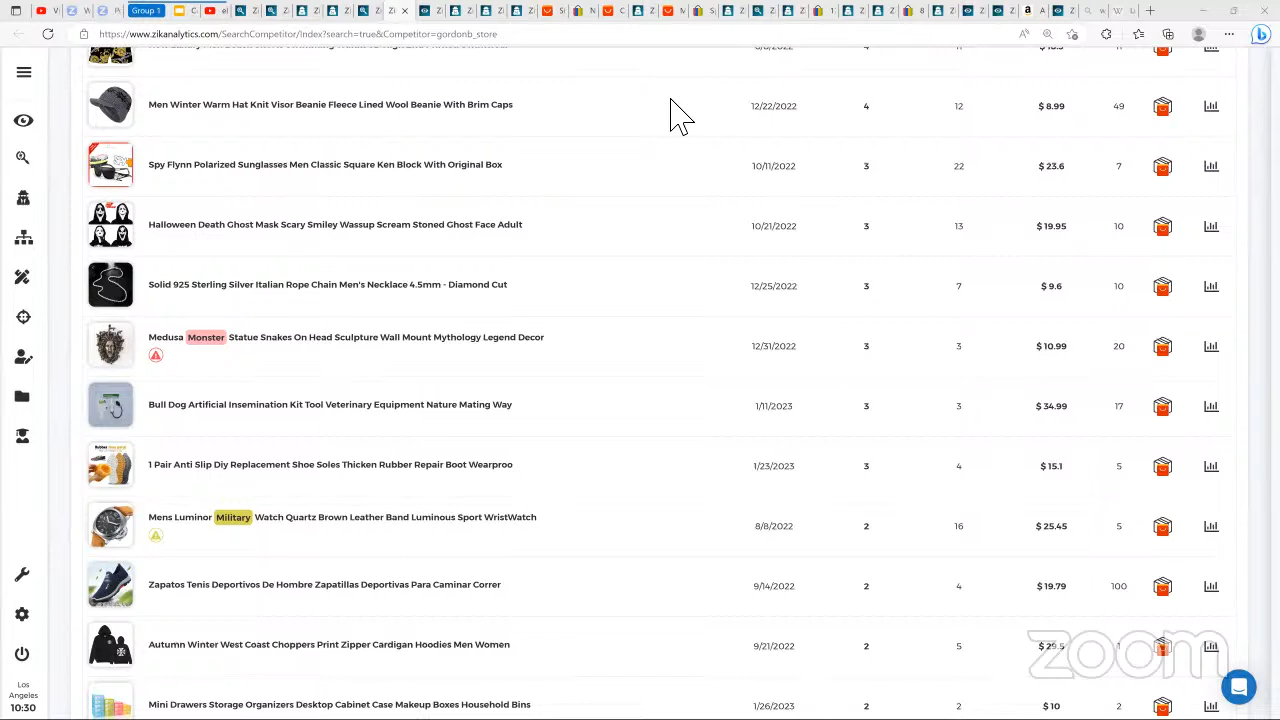 Group 1
Zi
C
N
S
https://www.zikanalytics.com/SearchCompetitor/Index?search=true&Competitor=gordonb_store
Men Winter Warm Hat Knit Visor Beanie Fleece Lined Wool Beanie With Brim Caps 12/22/2022 4 12 $ 8.99 49
Spy Flynn Polarized Sunglasses Men Classic Square Ken Block With Original Box 10/11/2022 3 22 $ 23.6 7
Halloween Death Ghost Mask Scary Smiley Wassup Scream Stoned Ghost Face Adult 10/21/2022 3 13 $ 19.95 10
Solid 925 Sterling Silver Italian Rope Chain Men's Necklace 4.5mm - Diamond Cut 12/25/2022 3 7 $ 9.6 10
Medusa Monster Statue Snakes On Head Sculpture Wall Mount Mythology Legend Decor 12/31/2022 3 3 $ 10.99 20
Bull Dog Artificial Insemination Kit Tool Veterinary Equipment Nature Mating Way 1/11/2023 3 3 $ 34.99 17
1 Pair Anti Slip Diy Replacement Shoe Soles Thicken Rubber Repair Boot Wearproo 1/23/2023 3 4 $ 15.1 5
Mens Luminor Military Watch Quartz Brown Leather Band Luminous Sport WristWatch 8/8/2022 2 16 $ 25.45 5
Zapatos Tenis Deportivos De Hombre Zapatillas Deportivas Para Caminar Correr 9/14/2022 2 4 $ 19.79 100
Autumn Winter West Coast Choppers Print Zipper Cardigan Hoodies Men Women 9/21/2022 2 5 $ 29.5 1
Mini Drawers Storage Organizers Desktop Cabinet Case Makeup Boxes Household Bins 1/26/2023 2 2 $ 10 2
Los
Angeles
10:30
zoom